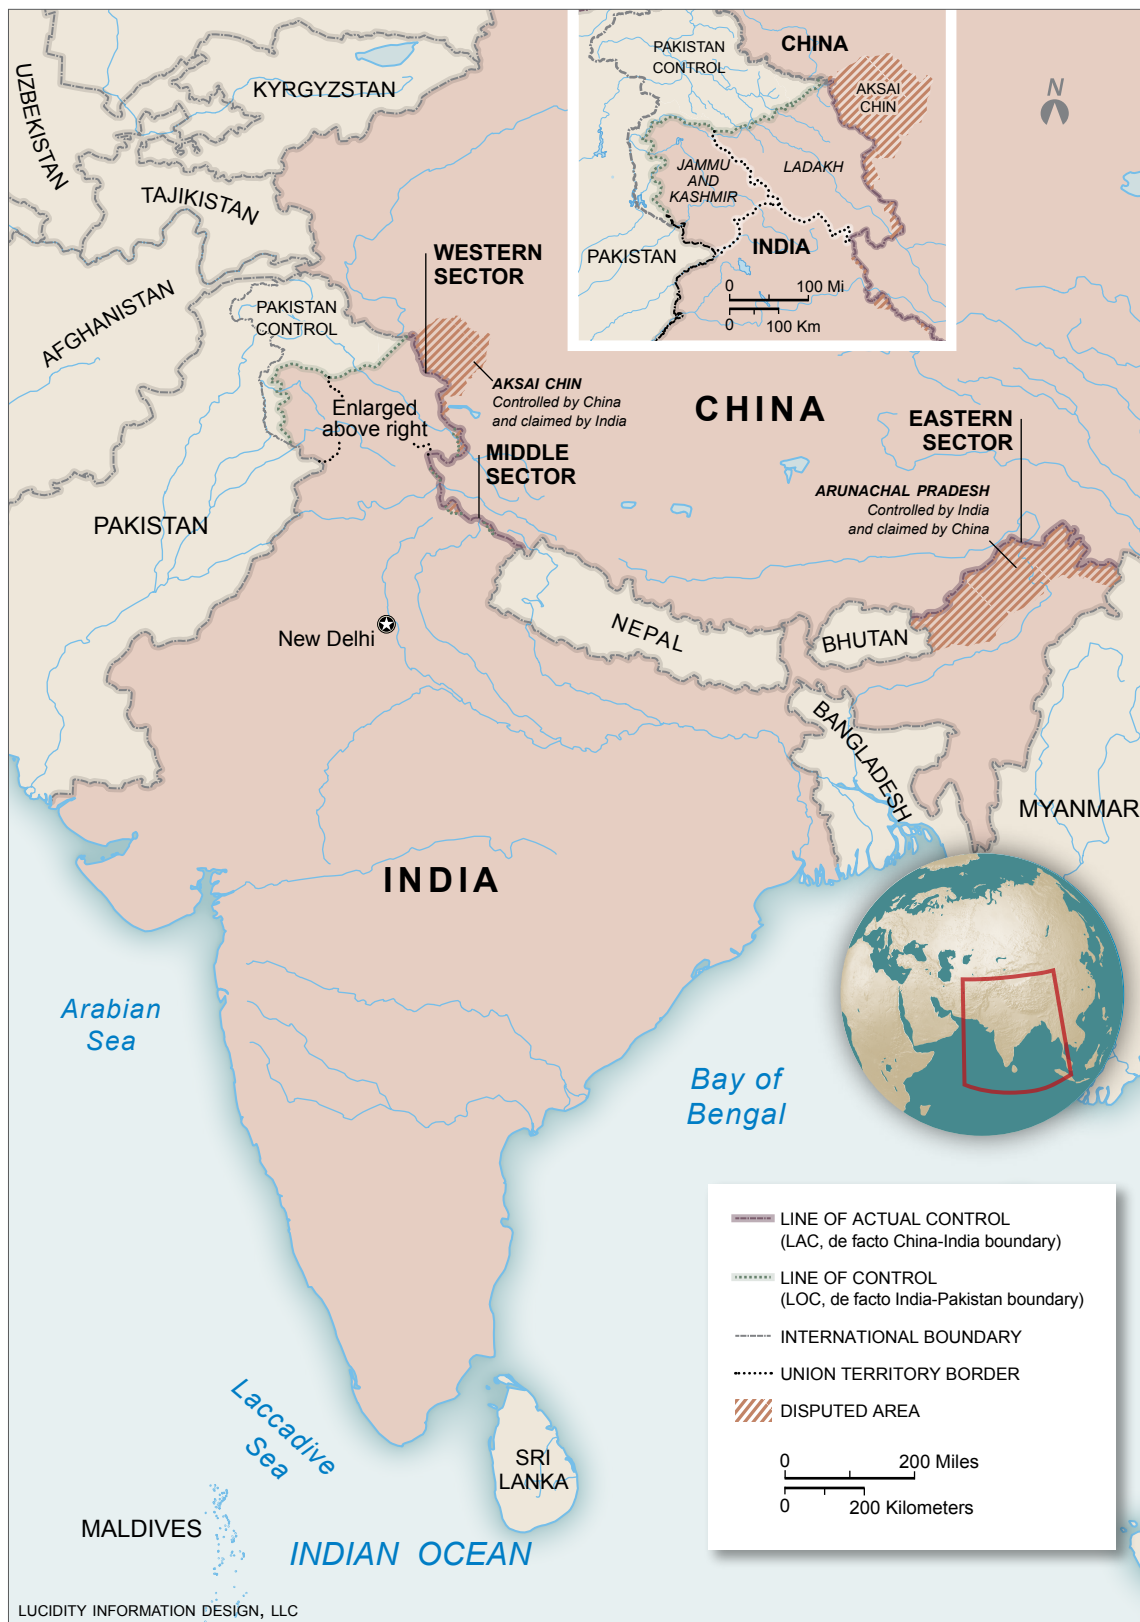 UZBEKISTAN
KYRGYZSTAN
TAJIKISTAN
AFGHANISTAN
PAKISTAN
CONTROL
CHINA
AKSAI
CHIN
JAMMU
AND
KASHMIR
LADAKH
PAKISTAN
INDIA
0 100 Mi
0 100 Km
N
WESTERN
SECTOR
PAKISTAN
CONTROL
AKSAI CHIN
Controlled by China
and claimed by India
Enlarged
above right
MIDDLE
SECTOR
CHINA
EASTERN
SECTOR
ARUNACHAL PRADESH
Controlled by India
and claimed by China
PAKISTAN
New Delhi
NEPAL
BHUTAN
BANGLADESH
MYANMAR
INDIA
Arabian
Sea
Bay of
Bengal
LINE OF ACTUAL CONTROL
(LAC, de facto China-India boundary)
LINE OF CONTROL
(LOC, de facto India-Pakistan boundary)
INTERNATIONAL BOUNDARY
UNION TERRITORY BORDER
DISPUTED AREA
0 200 Miles
0 200 Kilometers
Laccadive
Sea
SRI
LANKA
MALDIVES
INDIAN OCEAN
LUCIDITY INFORMATION DESIGN, LLC